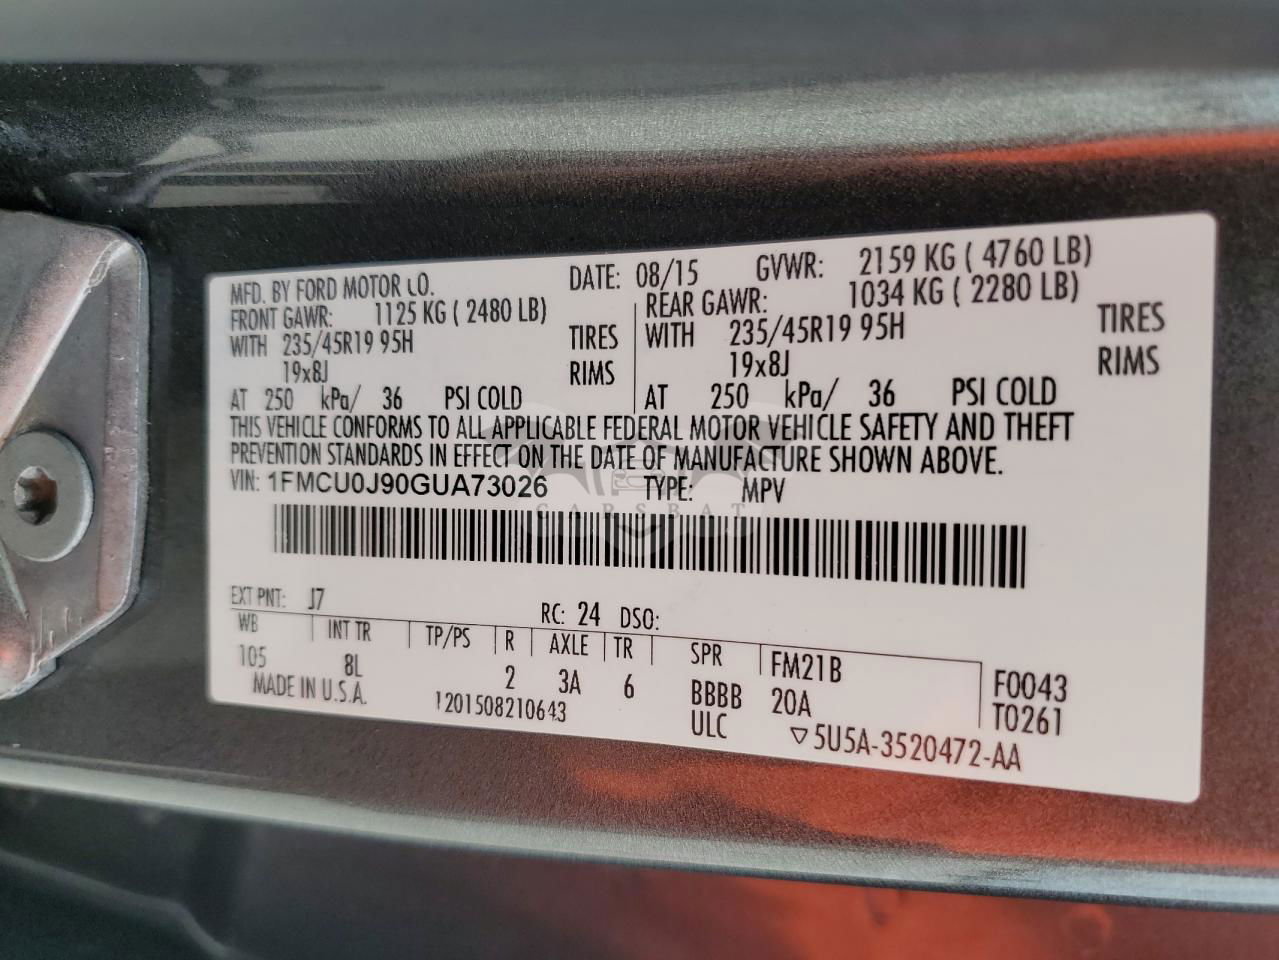 MFD. BY FORD MOTOR CO. DATE: 08/15 GVWR: 2159 KG ( 4760 LB)
FRONT GAWR: 1125 KG ( 2480 LB) REAR GAWR: 1034 KG ( 2280 LB)
WITH 235/45R19 95H TIRES WITH 235/45R19 95H TIRES
19x8J RIMS 19x8J RIMS
AT 250 kPa/ 36 PSI COLD AT 250 kPa/ 36 PSI COLD
THIS VEHICLE CONFORMS TO ALL APPLICABLE FEDERAL MOTOR VEHICLE SAFETY AND THEFT
PREVENTION STANDARDS IN EFFECT ON THE DATE OF MANUFACTURE SHOWN ABOVE.
VIN: 1FMCU0J90GUA73026 TYPE: MPV
CARSBAT
EXT PNT: J7 RC: 24 DSO:
WB INT TR TP/PS R AXLE TR SPR FM21B F0043
105 8L 2 3A 6 BBBB 20A T0261
MADE IN U.S.A. 1201508210643 ULC ▽5U5A-3520472-AA